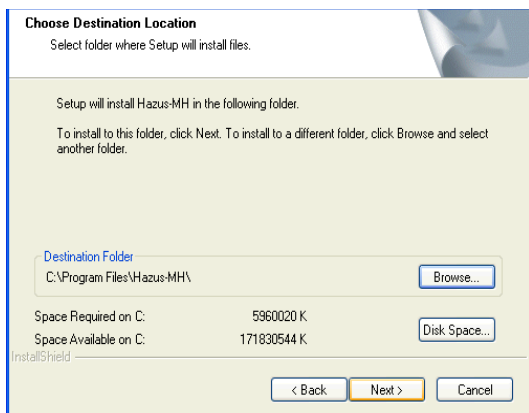 Choose Destination Location
Select folder where Setup will install files.
Setup will install Hazus-MH in the following folder.
To install to this folder, click Next. To install to a different folder, click Browse and select
another folder.
Destination Folder
C:\Program Files\Hazus-MH\
Browse...
Space Required on C: 5960020 K
Space Available on C: 171830544 K
Disk Space...
InstallShield
< Back Next > Cancel